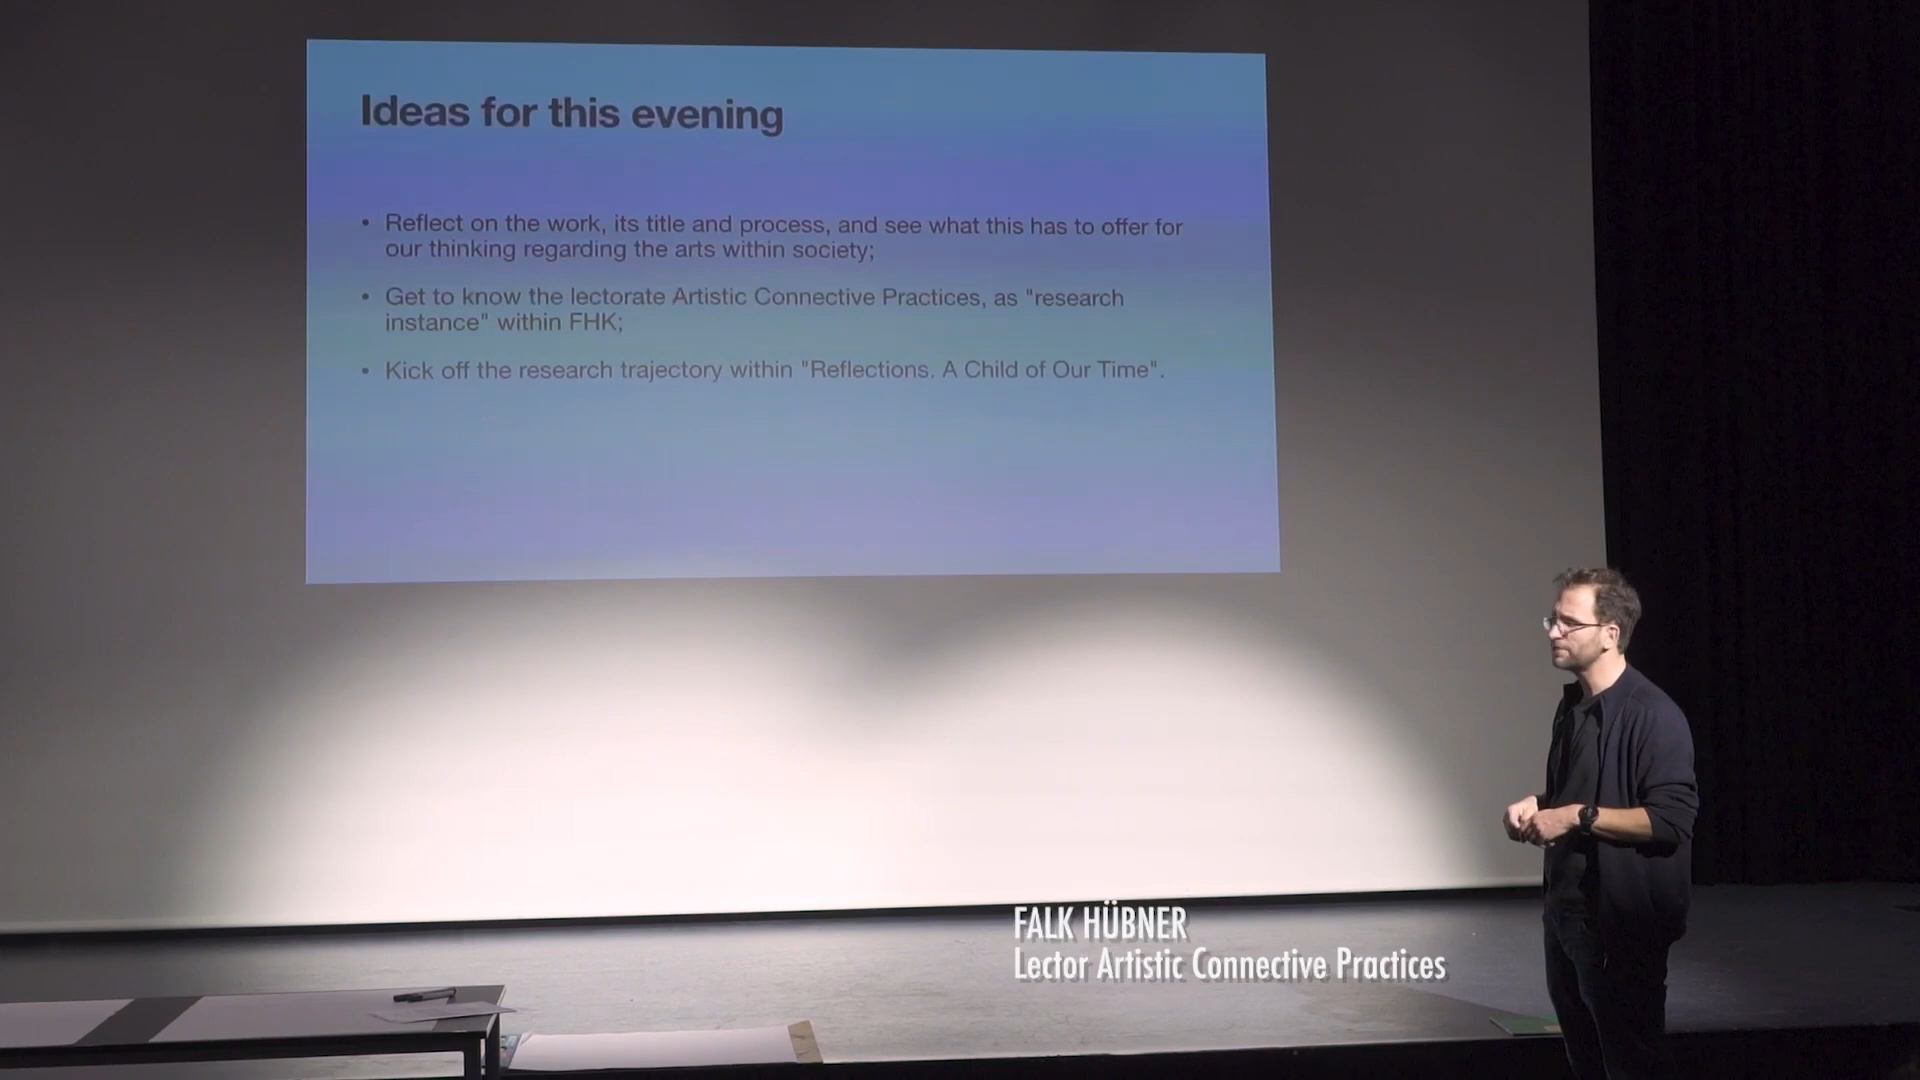 Ideas for this evening
• Reflect on the work, its title and process, and see what this has to offer for
our thinking regarding the arts within society;
• Get to know the lectorate Artistic Connective Practices, as "research
instance" within FHK;
• Kick off the research trajectory within "Reflections. A Child of Our Time".
FALK HÜBNER
Lector Artistic Connective Practices